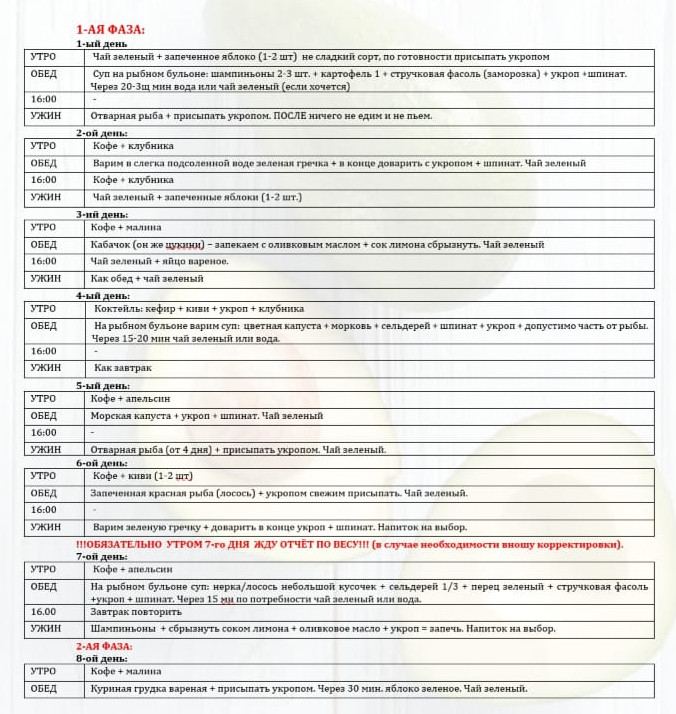 1-АЯ ФАЗА:
1-ый день
УТРО Чай зеленый + запеченное яблоко (1-2 шт) не сладкий сорт, по готовности присыпать укропом
ОБЕД Суп на рыбном бульоне: шампиньоны 2-3 шт. + картофель 1 + стручковая фасоль (заморозка) + укроп +шпинат.
Через 20-3щ мин вода или чай зеленый (если хочется)
16:00 -
УЖИН Отварная рыба + присыпать укропом. ПОСЛЕ ничего не едим и не пьем.
2-ой день:
УТРО Кофе + клубника
ОБЕД Варим в слегка подсоленной воде зеленая гречка + в конце доварить с укропом + шпинат. Чай зеленый
16:00 Кофе + клубника
УЖИН Чай зеленый + запеченные яблоки (1-2 шт.)
3-ий день:
УТРО Кофе + малина
ОБЕД Кабачок (он же цукини) – запекаем с оливковым маслом + сок лимона сбрызнуть. Чай зеленый
16:00 Чай зеленый + яйцо вареное.
УЖИН Как обед + чай зеленый
4-ый день:
УТРО Коктейль: кефир + киви + укроп + клубника
ОБЕД На рыбном бульоне варим суп: цветная капуста + морковь + сельдерей + шпинат + укроп + допустимо часть от рыбы.
Через 15-20 мин чай зеленый или вода.
16:00 -
УЖИН Как завтрак
5-ый день:
УТРО Кофе + апельсин
ОБЕД Морская капуста + укроп + шпинат. Чай зеленый
16:00 -
УЖИН Отварная рыба (от 4 дня) + присыпать укропом. Чай зеленый.
6-ой день:
УТРО Кофе + киви (1-2 шт)
ОБЕД Запеченная красная рыба (лосось) + укропом свежим присыпать. Чай зеленый.
16:00 -
УЖИН Варим зеленую гречку + доварить в конце укроп + шпинат. Напиток на выбор.
!!!ОБЯЗАТЕЛЬНО УТРОМ 7-го ДНЯ ЖДУ ОТЧЁТ ПО ВЕСУ!!! (в случае необходимости вношу корректировки).
7-ой день:
УТРО Кофе + апельсин
ОБЕД На рыбном бульоне суп: нерка/лосось небольшой кусочек + сельдерей 1/3 + перец зеленый + стручковая фасоль
+укроп + шпинат. Через 15 мн по потребности чай зеленый или вода.
16.00 Завтрак повторить
УЖИН Шампиньоны + сбрызнуть соком лимона + оливковое масло + укроп = запечь. Напиток на выбор.
2-АЯ ФАЗА:
8-ой день:
УТРО Кофе + малина
ОБЕД Куриная грудка вареная + присыпать укропом. Через 30 мин. яблоко зеленое. Чай зеленый.